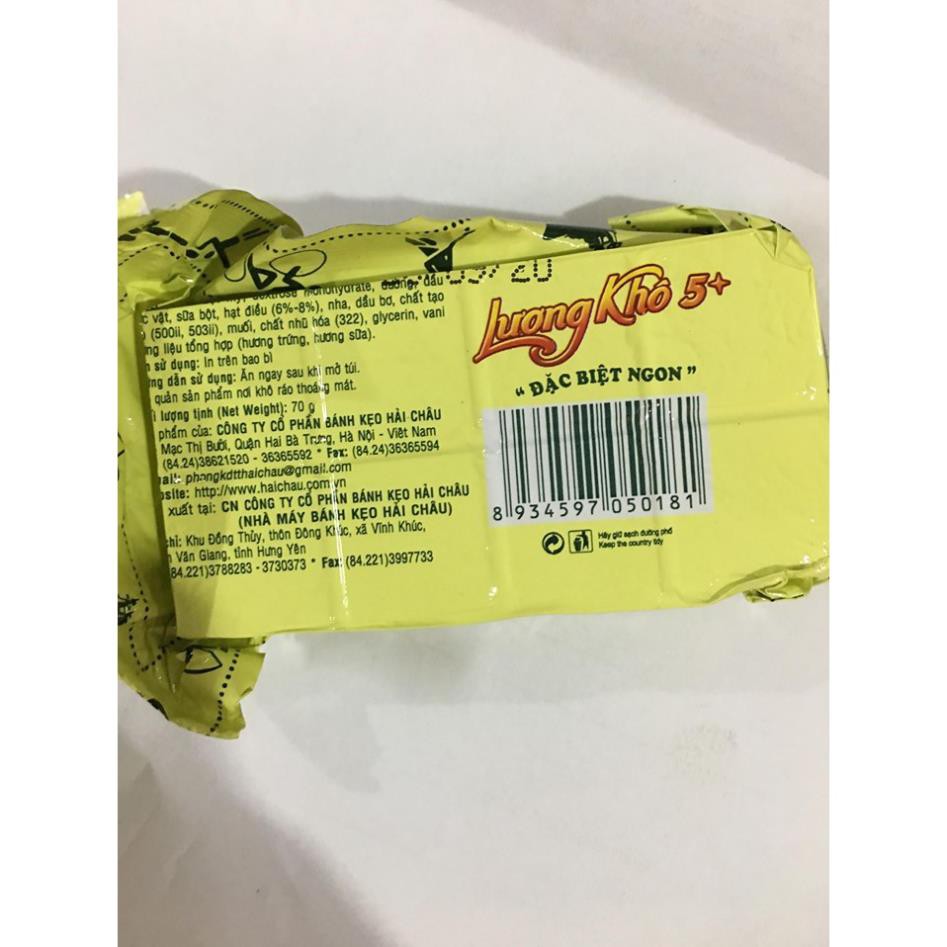 05/20
dextrose monohydrate, đường, dầu
vật, sữa bột, hạt điều (6%-8%), nha, dầu bơ, chất tạo
(500ii, 503ii), muối, chất nhũ hóa (322), glycerin, vani
liệu tổng hợp (hương trứng, hương sữa).
sử dụng: In trên bao bì
dẫn sử dụng: Ăn ngay sau khi mở túi.
quản sản phẩm nơi khô ráo thoáng mát.
lượng tịnh (Net Weight): 70 g
phẩm của: CÔNG TY CỔ PHẦN BÁNH KẸO HẢI CHÂU
Mạc Thị Bưởi, Quận Hai Bà Trưng, Hà Nội - Việt Nam
(84.24)38621520 - 36365592 * Fax: (84.24)36365594
phongkdtthaichau@gmail.com
http://www.haichau.com.vn
xuất tại: CN CÔNG TY CỔ PHẦN BÁNH KẸO HẢI CHÂU
(NHÀ MÁY BÁNH KẸO HẢI CHÂU)
chỉ: Khu Đồng Thủy, thôn Đông Khúc, xã Vĩnh Khúc,
Văn Giang, tỉnh Hưng Yên
84.221)3788283 - 3730373 * Fax: (84.221)3997733
Lương Khô 5+
“ ĐẶC BIỆT NGON ”
8 934597 050181
Hãy giữ sạch đường phố
Keep the country tidy